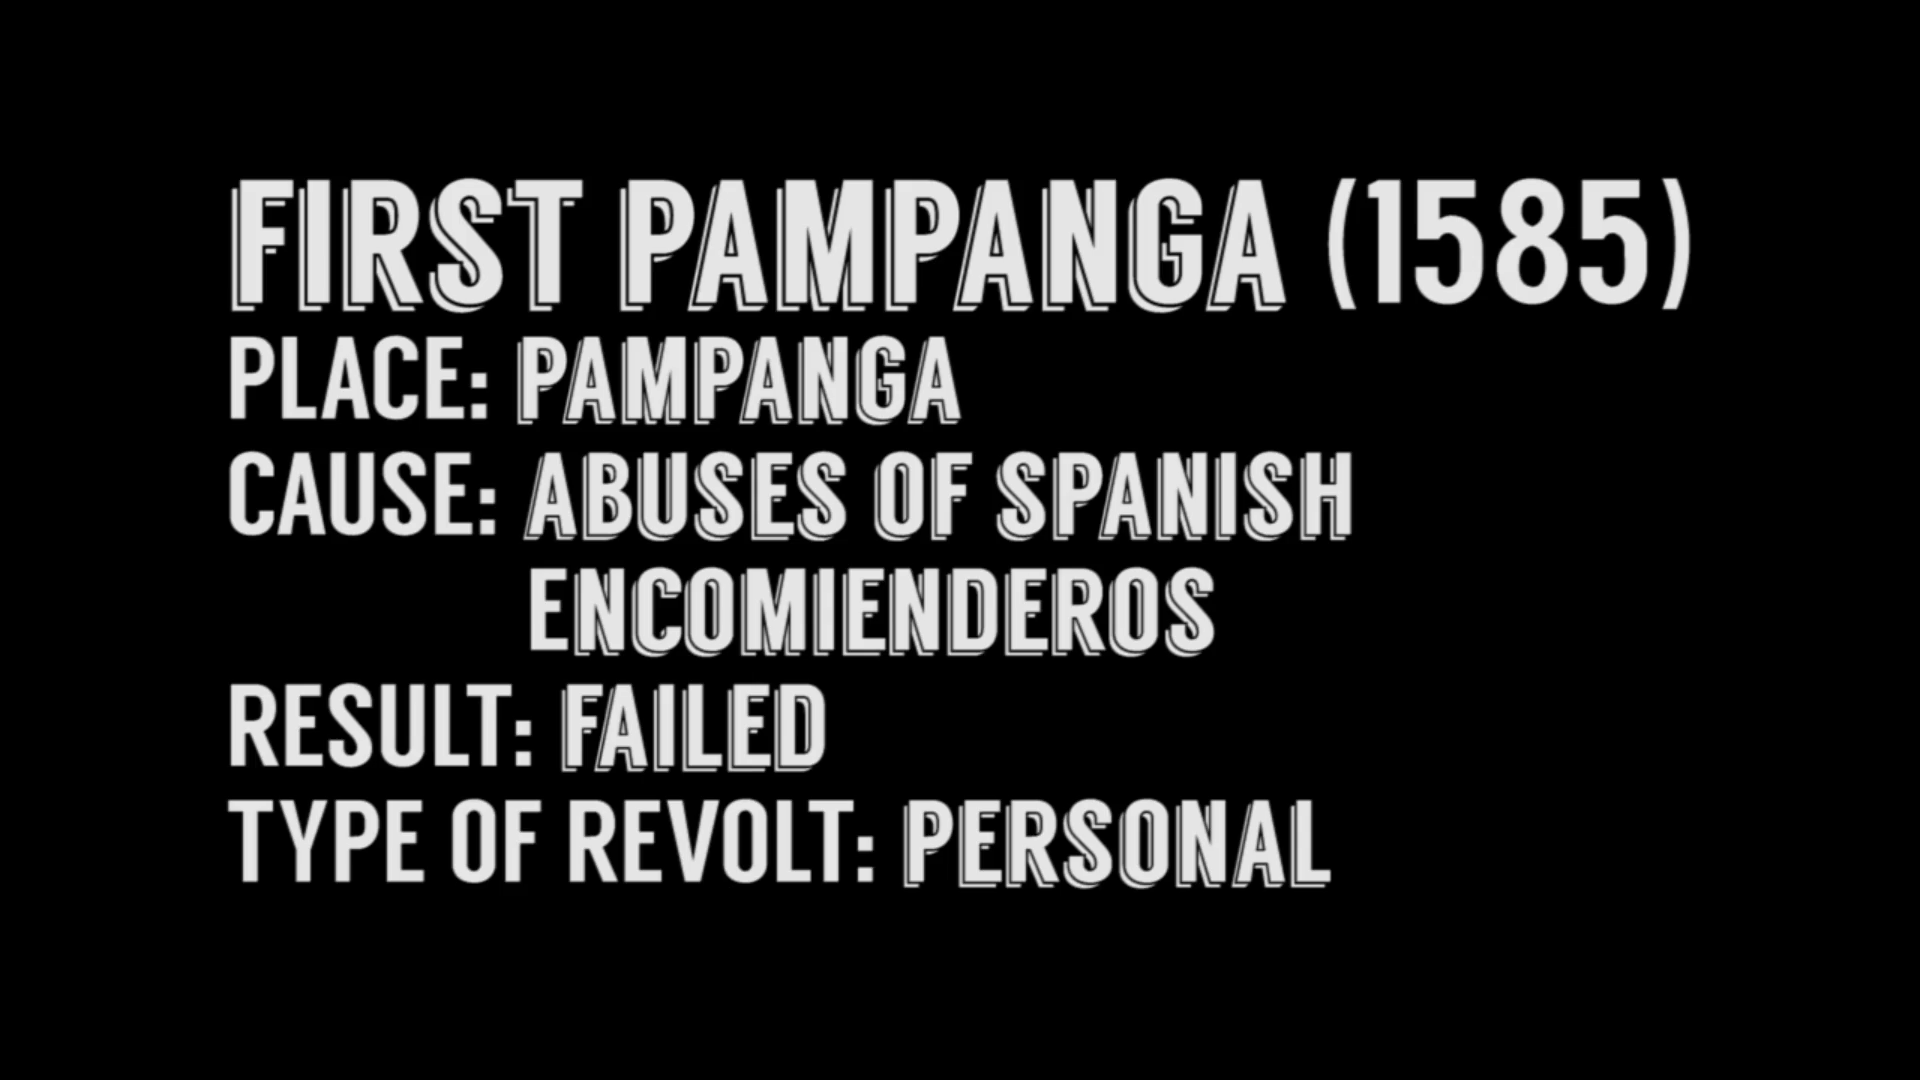 FIRST PAMPANGA (1585)
PLACE: PAMPANGA
CAUSE: ABUSES OF SPANISH
ENCOMIENDEROS
RESULT: FAILED
TYPE OF REVOLT: PERSONAL